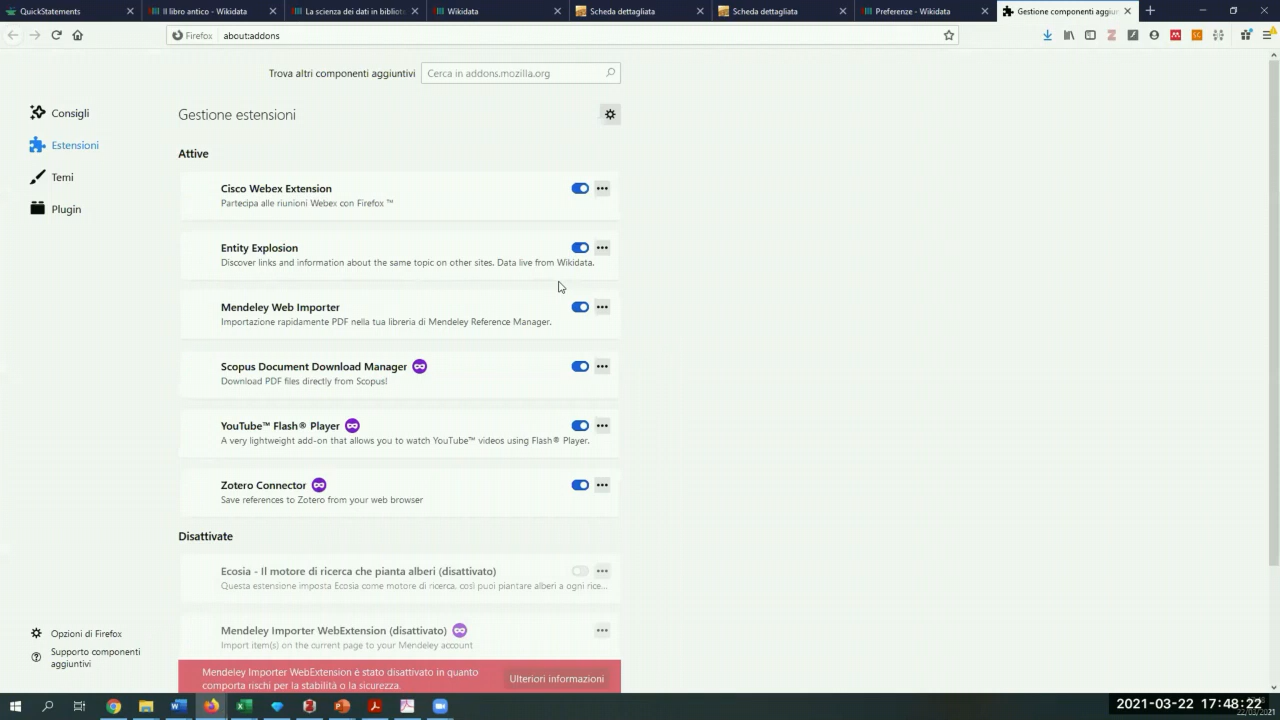 QuickStatements
Il libro antico - Wikidata
La scienza dei dati in bibliote
Wikidata
Scheda dettagliata
Scheda dettagliata
Preferenze - Wikidata
Gestione componenti aggiun
Firefox
about:addons
Trova altri componenti aggiuntivi
Cerca in addons.mozilla.org
Consigli
Estensioni
Temi
Plugin
Gestione estensioni
Attive
Cisco Webex Extension
Partecipa alle riunioni Webex con Firefox ™
Entity Explosion
Discover links and information about the same topic on other sites. Data live from Wikidata.
Mendeley Web Importer
Importazione rapidamente PDF nella tua libreria di Mendeley Reference Manager.
Scopus Document Download Manager
Download PDF files directly from Scopus!
YouTube™ Flash® Player
A very lightweight add-on that allows you to watch YouTube™ videos using Flash® Player.
Zotero Connector
Save references to Zotero from your web browser
Disattivate
Ecosia - Il motore di ricerca che pianta alberi (disattivato)
Questa estensione imposta Ecosia come motore di ricerca, così puoi piantare alberi a ogni rice...
Mendeley Importer WebExtension (disattivato)
Import item(s) on the current page to your Mendeley account
Mendeley Importer WebExtension è stato disattivato in quanto
comporta rischi per la stabilità o la sicurezza.
Ulteriori informazioni
Opzioni di Firefox
Supporto componenti
aggiuntivi
2021-03-22 17:48:22
22/03/2021